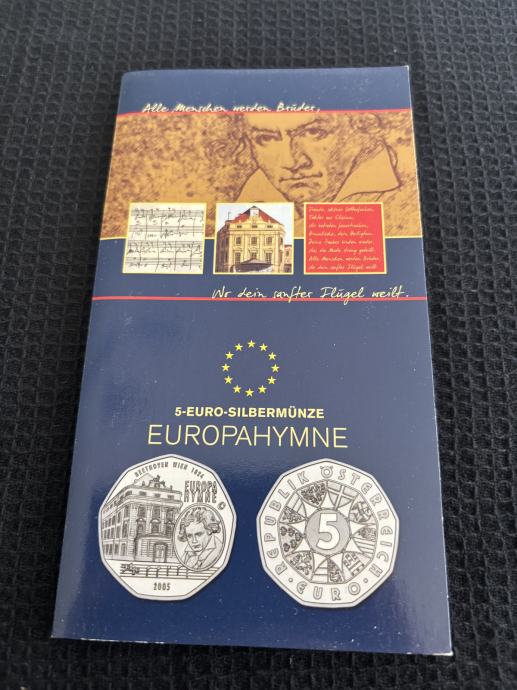 Alle Menschen werden Brüder,
Freude, schöner Götterfunken,
Tochter aus Elysium,
Wir betreten feuertrunken,
Himmlische, dein Heiligtum.
Deine Zauber binden wieder,
was die Mode streng geteilt.
Alle Menschen werden Brüder,
Wo dein sanfter Flügel weilt.
Wo dein sanfter Flügel weilt.
5-EURO-SILBERMÜNZE
EUROPAHYMNE
BEETHOVEN WIEN 1824
EUROPA
HYMNE
2005
REPUBLIK ÖSTERREICH
5
EURO